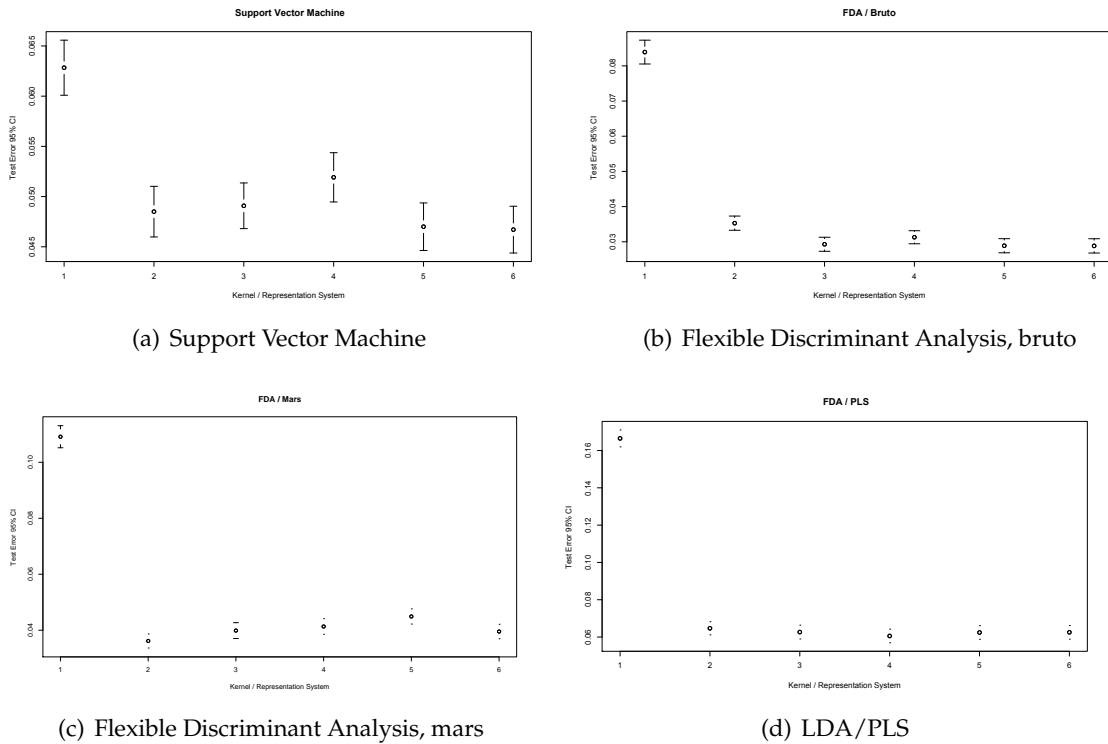 Support Vector Machine
Test Error 95% CI
0.065
0.060
0.055
0.050
0.045
1 2 3 4 5 6
Kernel / Representation System
(a) Support Vector Machine
FDA / Bruto
Test Error 95% CI
0.08
0.07
0.06
0.05
0.04
0.03
1 2 3 4 5 6
Kernel / Representation System
(b) Flexible Discriminant Analysis, bruto
FDA / Mars
Test Error 95% CI
0.10
0.08
0.06
0.04
1 2 3 4 5 6
Kernel / Representation System
(c) Flexible Discriminant Analysis, mars
FDA / PLS
Test Error 95% CI
0.16
0.14
0.12
0.10
0.08
0.06
1 2 3 4 5 6
Kernel / Representation System
(d) LDA/PLS